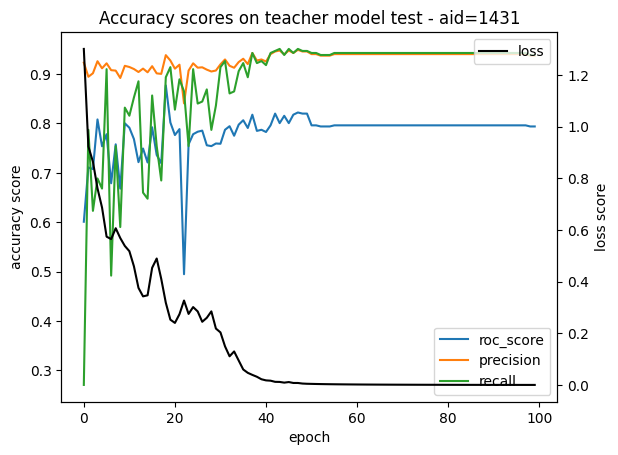 Accuracy scores on teacher model test - aid=1431
loss
0.9
0.8
0.7
0.6
0.5
0.4
0.3
accuracy score
1.2
1.0
0.8
0.6
0.4
0.2
0.0
loss score
roc_score
precision
recall
0 20 40 60 80 100
epoch